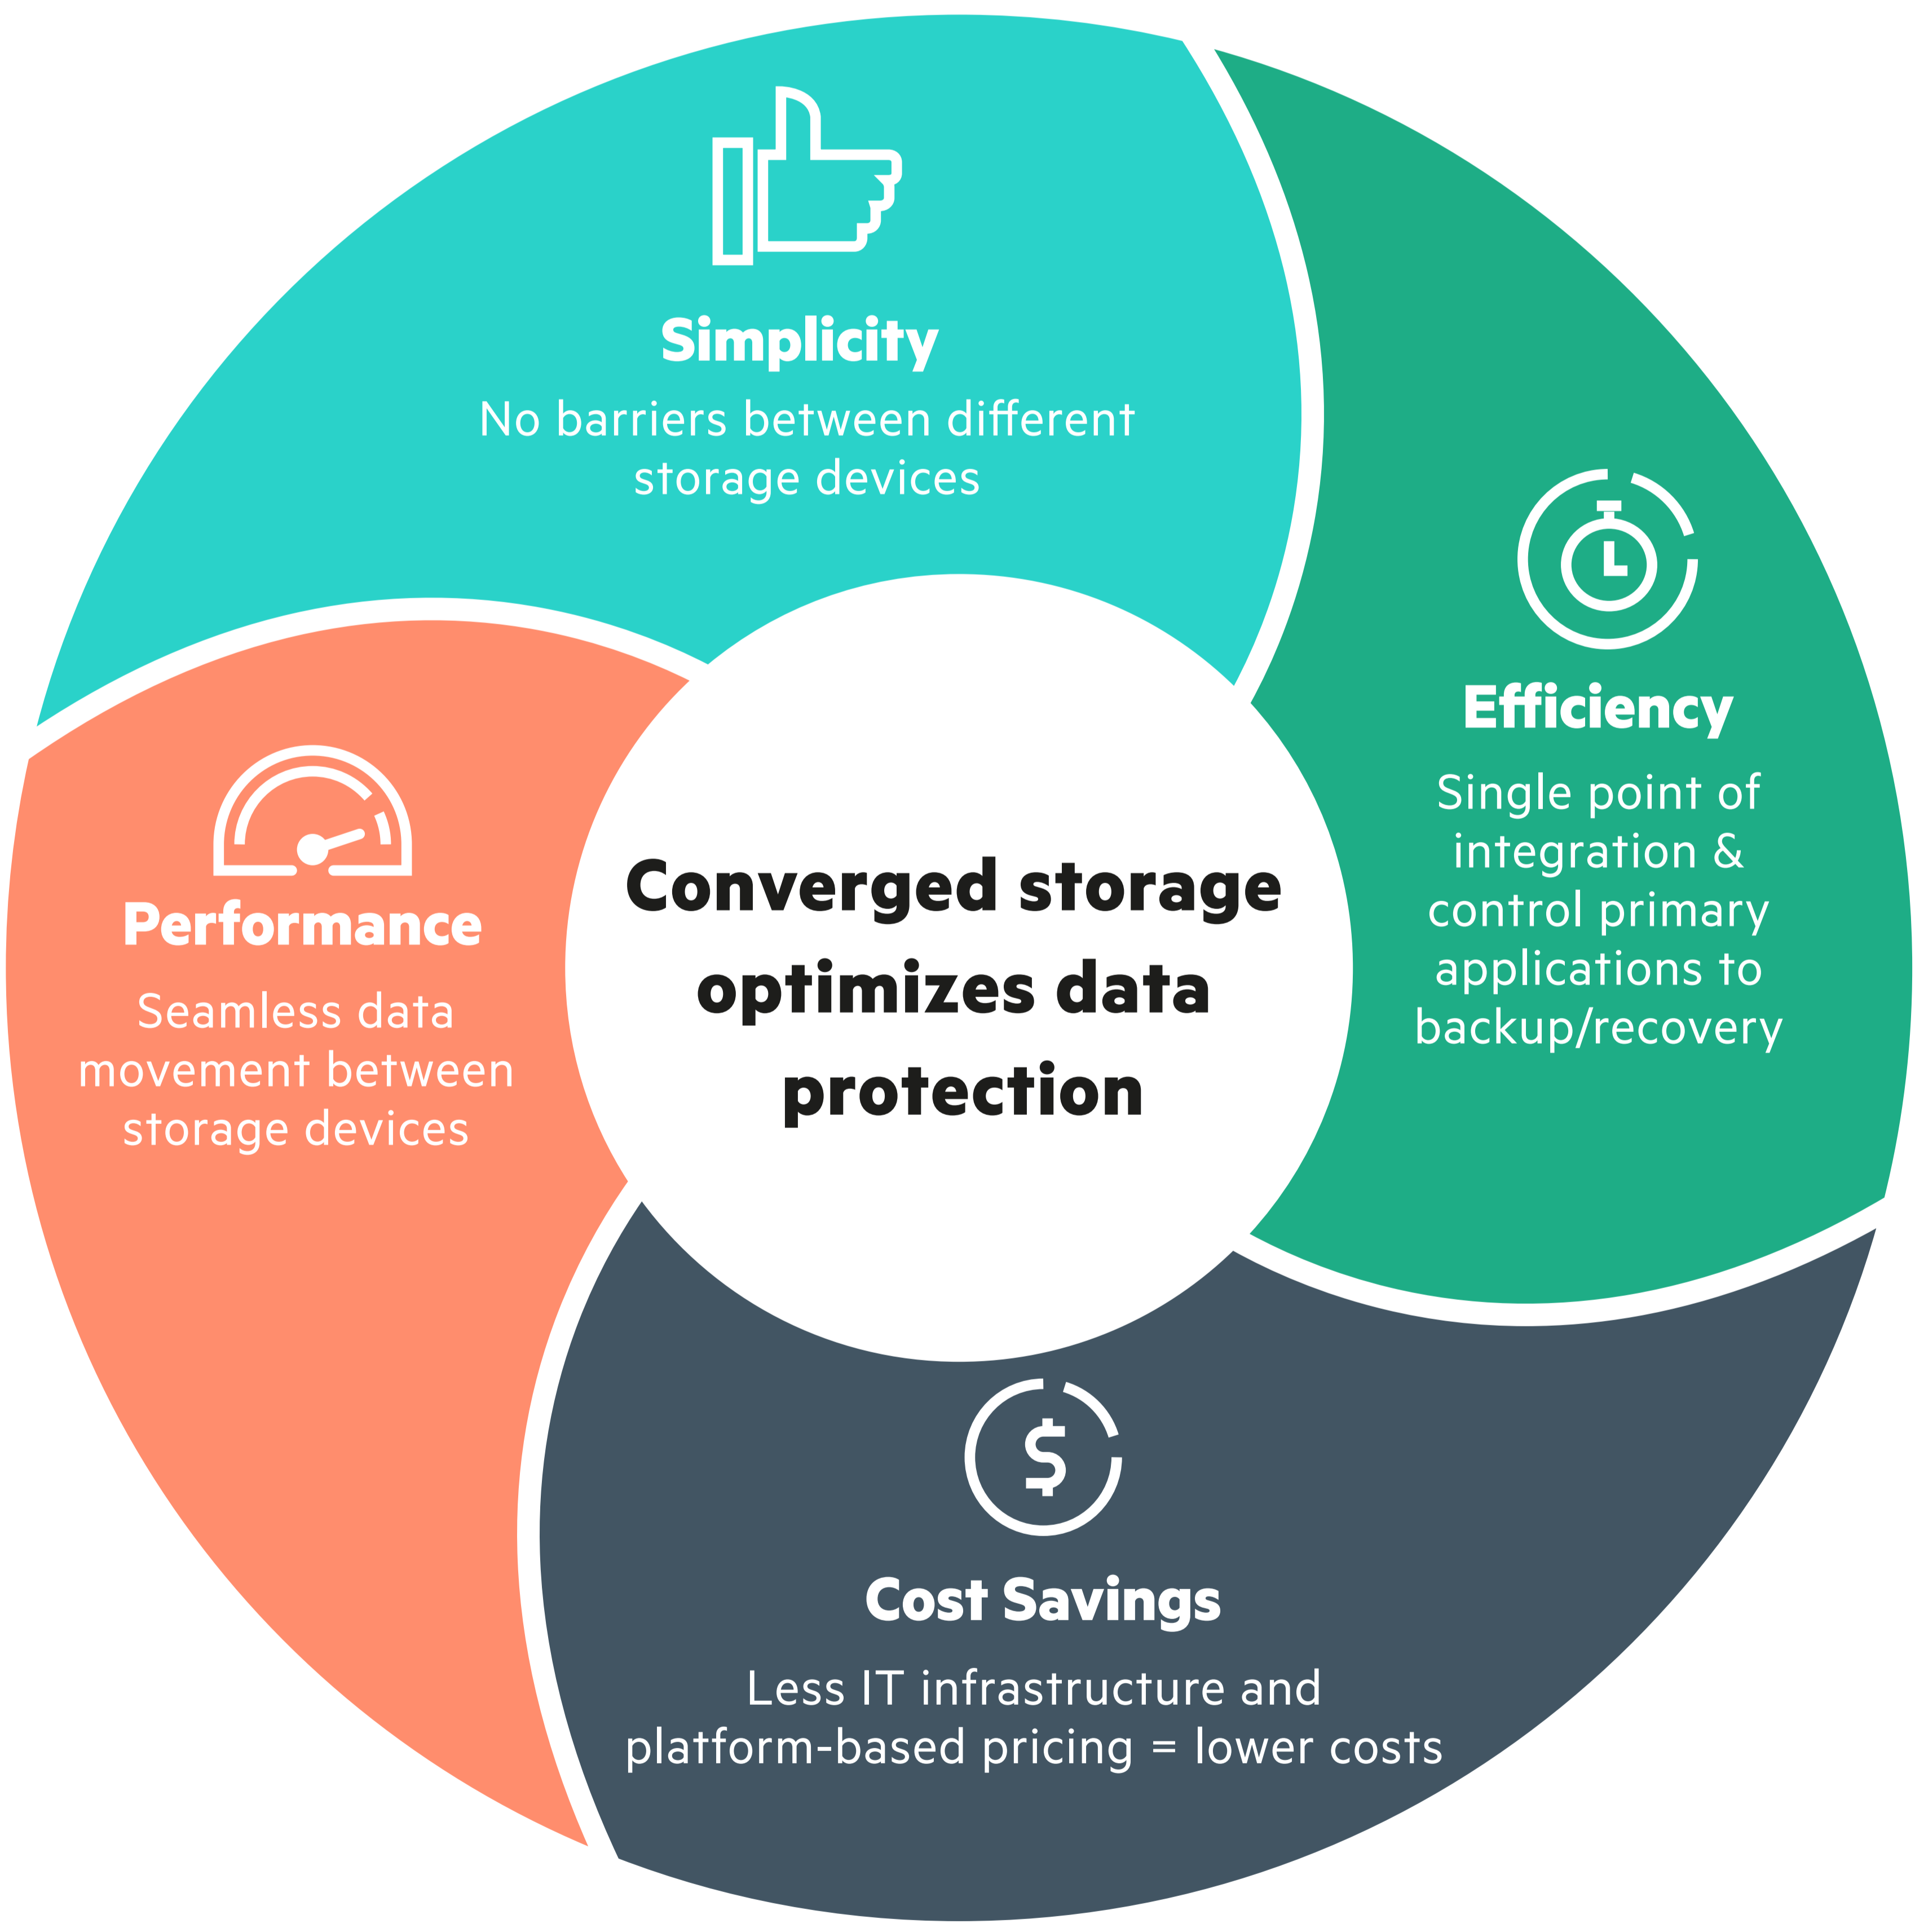 Simplicity
No barriers between different
storage devices
Efficiency
Single point of
integration &
control primary
applications to
backup/recovery
Converged storage
optimizes data
protection
Performance
Seamless data
movement between
storage devices
$
Cost Savings
Less IT infrastructure and
platform-based pricing = lower costs